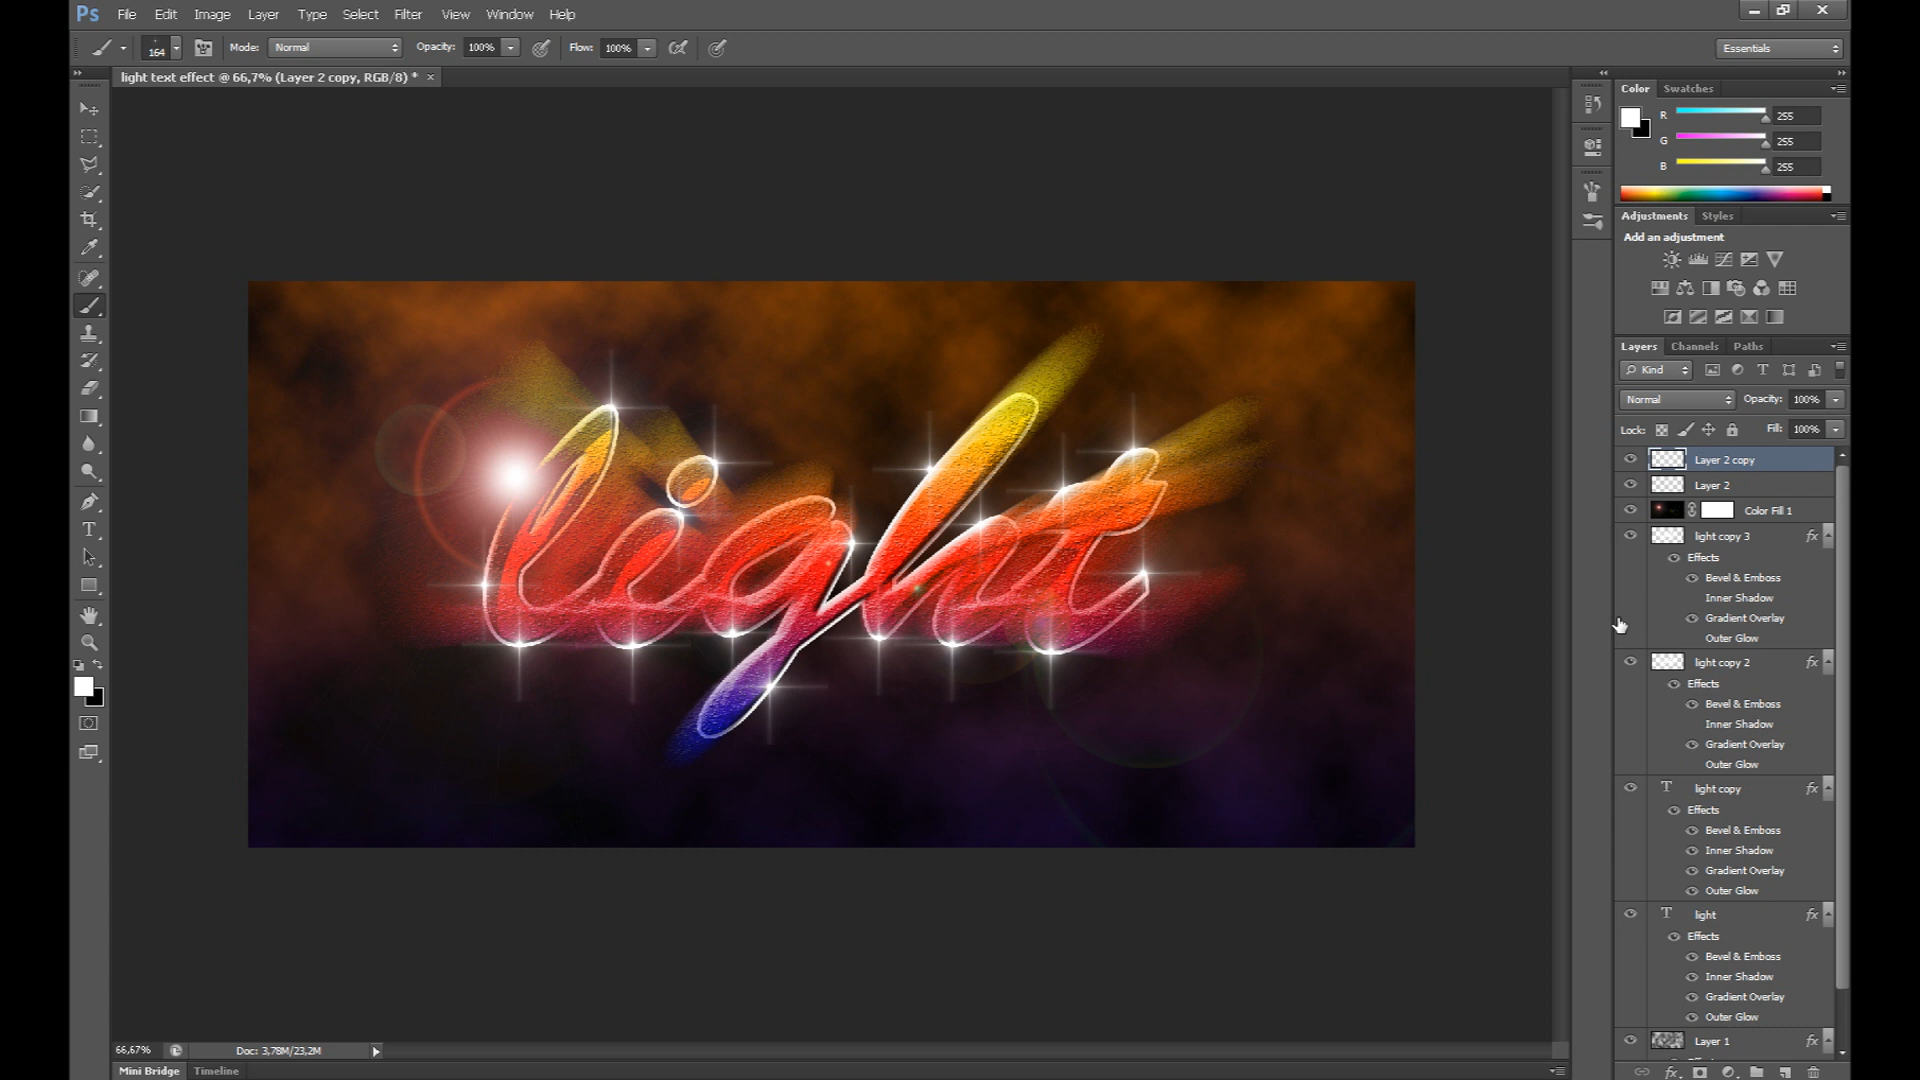 Ps File Edit Image Layer Type Select Filter View Window Help
164 Mode: Normal Opacity: 100% Flow: 100% Essentials
light text effect @ 66,7% (Layer 2 copy, RGB/8) * ×
Color Swatches
R 255
G 255
B 255
Adjustments Styles
Add an adjustment
Layers Channels Paths
Kind
Normal Opacity: 100%
Lock: Fill: 100%
Layer 2 copy
Layer 2
Color Fill 1
light copy 3 fx
Effects
Bevel & Emboss
Inner Shadow
Gradient Overlay
Outer Glow
light copy 2 fx
Effects
Bevel & Emboss
Inner Shadow
Gradient Overlay
Outer Glow
T light copy fx
Effects
Bevel & Emboss
Inner Shadow
Gradient Overlay
Outer Glow
T light fx
Effects
Bevel & Emboss
Inner Shadow
Gradient Overlay
Outer Glow
Layer 1 fx
light
66,67% Doc: 3,78M/23,2M
Mini Bridge Timeline